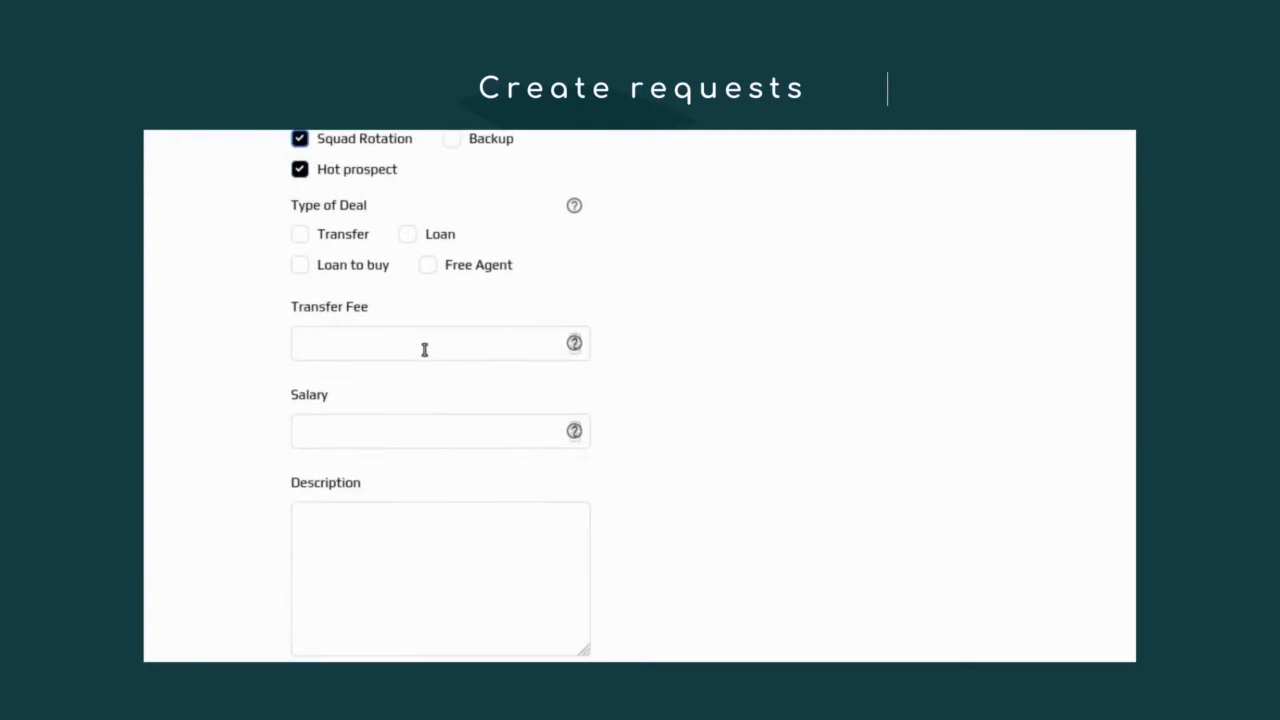 Create requests
Squad Rotation Backup
Hot prospect
Type of Deal
Transfer Loan
Loan to buy Free Agent
Transfer Fee
Salary
Description